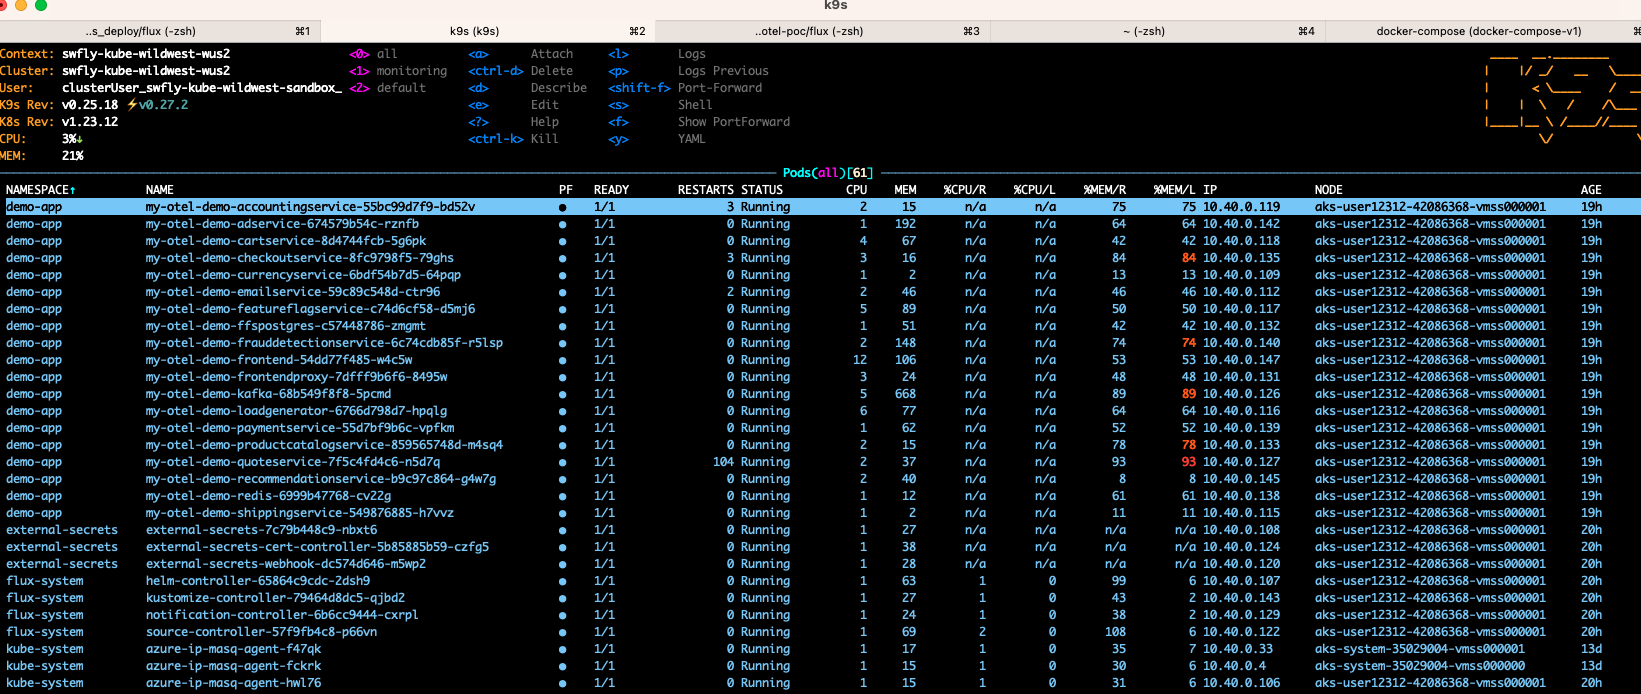 k9s
..s_deploy/flux (-zsh) ⌘1 k9s (k9s) ⌘2 ..otel-poc/flux (-zsh) ⌘3 ~ (-zsh) ⌘4 docker-compose (docker-compose-v1)
Context: swfly-kube-wildwest-wus2 <0> all <a> Attach <l> Logs
Cluster: swfly-kube-wildwest-wus2 <1> monitoring <ctrl-d> Delete <p> Logs Previous
User: clusterUser_swfly-kube-wildwest-sandbox_ <2> default <d> Describe <shift-f> Port-Forward
K9s Rev: v0.25.18 ⚡v0.27.2 <e> Edit <s> Shell
K8s Rev: v1.23.12 <?> Help <f> Show PortForward
CPU: 3%↓ <ctrl-k> Kill <y> YAML
MEM: 21%
Pods(all)[61]
NAMESPACE↑ NAME PF READY RESTARTS STATUS CPU MEM %CPU/R %CPU/L %MEM/R %MEM/L IP NODE AGE
demo-app my-otel-demo-accountingservice-55bc99d7f9-bd52v ● 1/1 3 Running 2 15 n/a n/a 75 75 10.40.0.119 aks-user12312-42086368-vmss000001 19h
demo-app my-otel-demo-adservice-674579b54c-rznfb ● 1/1 0 Running 1 192 n/a n/a 64 64 10.40.0.142 aks-user12312-42086368-vmss000001 19h
demo-app my-otel-demo-cartservice-8d4744fcb-5g6pk ● 1/1 0 Running 4 67 n/a n/a 42 42 10.40.0.118 aks-user12312-42086368-vmss000001 19h
demo-app my-otel-demo-checkoutservice-8fc9798f5-79ghs ● 1/1 3 Running 3 16 n/a n/a 84 84 10.40.0.135 aks-user12312-42086368-vmss000001 19h
demo-app my-otel-demo-currencyservice-6bdf54b7d5-64pqp ● 1/1 0 Running 1 2 n/a n/a 13 13 10.40.0.109 aks-user12312-42086368-vmss000001 19h
demo-app my-otel-demo-emailservice-59c89c548d-ctr96 ● 1/1 2 Running 2 46 n/a n/a 46 46 10.40.0.112 aks-user12312-42086368-vmss000001 19h
demo-app my-otel-demo-featureflagservice-c74d6cf58-d5mj6 ● 1/1 0 Running 5 89 n/a n/a 50 50 10.40.0.117 aks-user12312-42086368-vmss000001 19h
demo-app my-otel-demo-ffspostgres-c57448786-zmgmt ● 1/1 0 Running 1 51 n/a n/a 42 42 10.40.0.132 aks-user12312-42086368-vmss000001 19h
demo-app my-otel-demo-frauddetectionservice-6c74cdb85f-r5lsp ● 1/1 0 Running 2 148 n/a n/a 74 74 10.40.0.140 aks-user12312-42086368-vmss000001 19h
demo-app my-otel-demo-frontend-54dd77f485-w4c5w ● 1/1 0 Running 12 106 n/a n/a 53 53 10.40.0.147 aks-user12312-42086368-vmss000001 19h
demo-app my-otel-demo-frontendproxy-7dfff9b6f6-8495w ● 1/1 0 Running 3 24 n/a n/a 48 48 10.40.0.131 aks-user12312-42086368-vmss000001 19h
demo-app my-otel-demo-kafka-68b549f8f8-5pcmd ● 1/1 0 Running 5 668 n/a n/a 89 89 10.40.0.126 aks-user12312-42086368-vmss000001 19h
demo-app my-otel-demo-loadgenerator-6766d798d7-hpqlg ● 1/1 0 Running 6 77 n/a n/a 64 64 10.40.0.116 aks-user12312-42086368-vmss000001 19h
demo-app my-otel-demo-paymentservice-55d7bf9b6c-vpfkm ● 1/1 0 Running 1 62 n/a n/a 52 52 10.40.0.139 aks-user12312-42086368-vmss000001 19h
demo-app my-otel-demo-productcatalogservice-859565748d-m4sq4 ● 1/1 0 Running 2 15 n/a n/a 78 78 10.40.0.133 aks-user12312-42086368-vmss000001 19h
demo-app my-otel-demo-quoteservice-7f5c4fd4c6-n5d7q ● 1/1 104 Running 2 37 n/a n/a 93 93 10.40.0.127 aks-user12312-42086368-vmss000001 19h
demo-app my-otel-demo-recommendationservice-b9c97c864-g4w7g ● 1/1 0 Running 2 40 n/a n/a 8 8 10.40.0.145 aks-user12312-42086368-vmss000001 19h
demo-app my-otel-demo-redis-6999b47768-cv22g ● 1/1 0 Running 1 12 n/a n/a 61 61 10.40.0.138 aks-user12312-42086368-vmss000001 19h
demo-app my-otel-demo-shippingservice-549876885-h7vvz ● 1/1 0 Running 1 2 n/a n/a 11 11 10.40.0.115 aks-user12312-42086368-vmss000001 19h
external-secrets external-secrets-7c79b448c9-nbxt6 ● 1/1 0 Running 1 27 n/a n/a n/a n/a 10.40.0.108 aks-user12312-42086368-vmss000001 20h
external-secrets external-secrets-cert-controller-5b85885b59-czfg5 ● 1/1 0 Running 1 38 n/a n/a n/a n/a 10.40.0.124 aks-user12312-42086368-vmss000001 20h
external-secrets external-secrets-webhook-dc574d646-m5wp2 ● 1/1 0 Running 1 28 n/a n/a n/a n/a 10.40.0.120 aks-user12312-42086368-vmss000001 20h
flux-system helm-controller-65864c9cdc-2dsh9 ● 1/1 0 Running 1 63 1 0 99 6 10.40.0.107 aks-user12312-42086368-vmss000001 20h
flux-system kustomize-controller-79464d8dc5-qjbd2 ● 1/1 0 Running 1 27 1 0 43 2 10.40.0.143 aks-user12312-42086368-vmss000001 20h
flux-system notification-controller-6b6cc9444-cxrpl ● 1/1 0 Running 1 24 1 0 38 2 10.40.0.129 aks-user12312-42086368-vmss000001 20h
flux-system source-controller-57f9fb4c8-p66vn ● 1/1 0 Running 1 69 2 0 108 6 10.40.0.122 aks-user12312-42086368-vmss000001 20h
kube-system azure-ip-masq-agent-f47qk ● 1/1 0 Running 1 17 1 0 35 7 10.40.0.33 aks-system-35029004-vmss000001 13d
kube-system azure-ip-masq-agent-fckrk ● 1/1 0 Running 1 15 1 0 30 6 10.40.0.4 aks-system-35029004-vmss000000 13d
kube-system azure-ip-masq-agent-hwl76 ● 1/1 0 Running 1 15 1 0 31 6 10.40.0.106 aks-user12312-42086368-vmss000001 20h